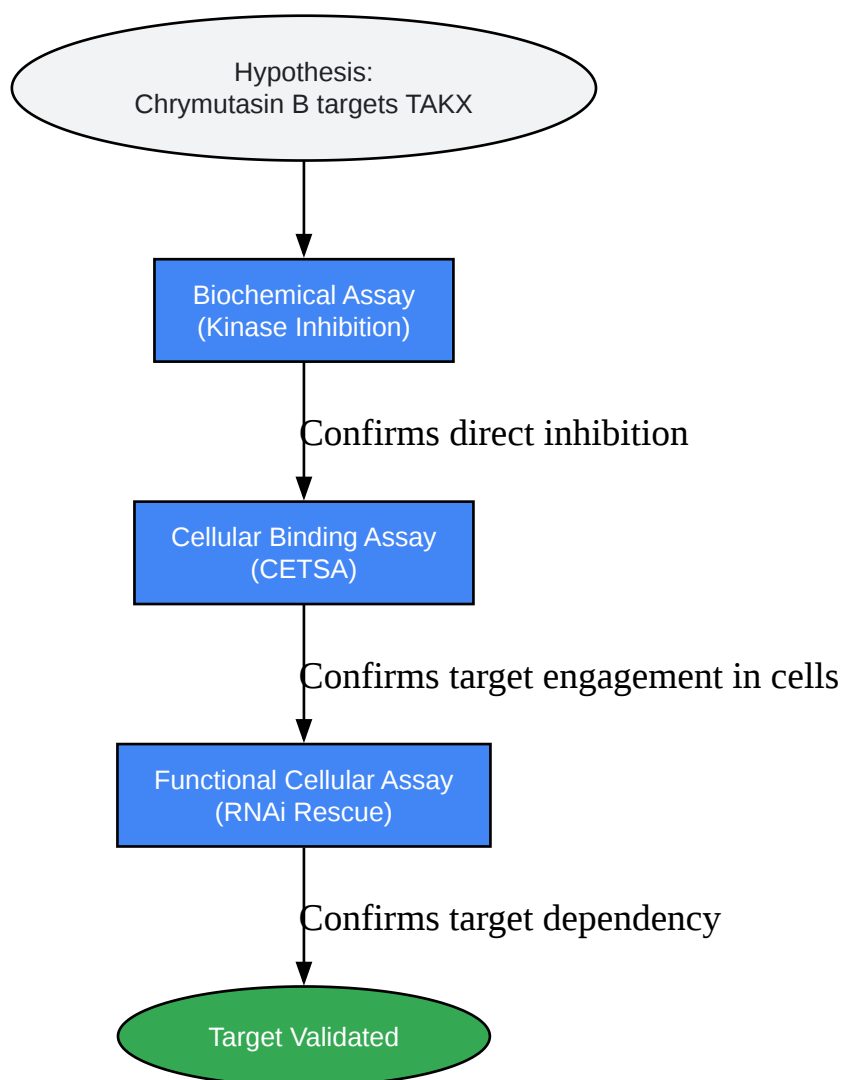 Hypothesis:
Chrymutasin B targets TAKX
Biochemical Assay
(Kinase Inhibition)
Confirms direct inhibition
Cellular Binding Assay
(CETSA)
Confirms target engagement in cells
Functional Cellular Assay
(RNAi Rescue)
Confirms target dependency
Target Validated